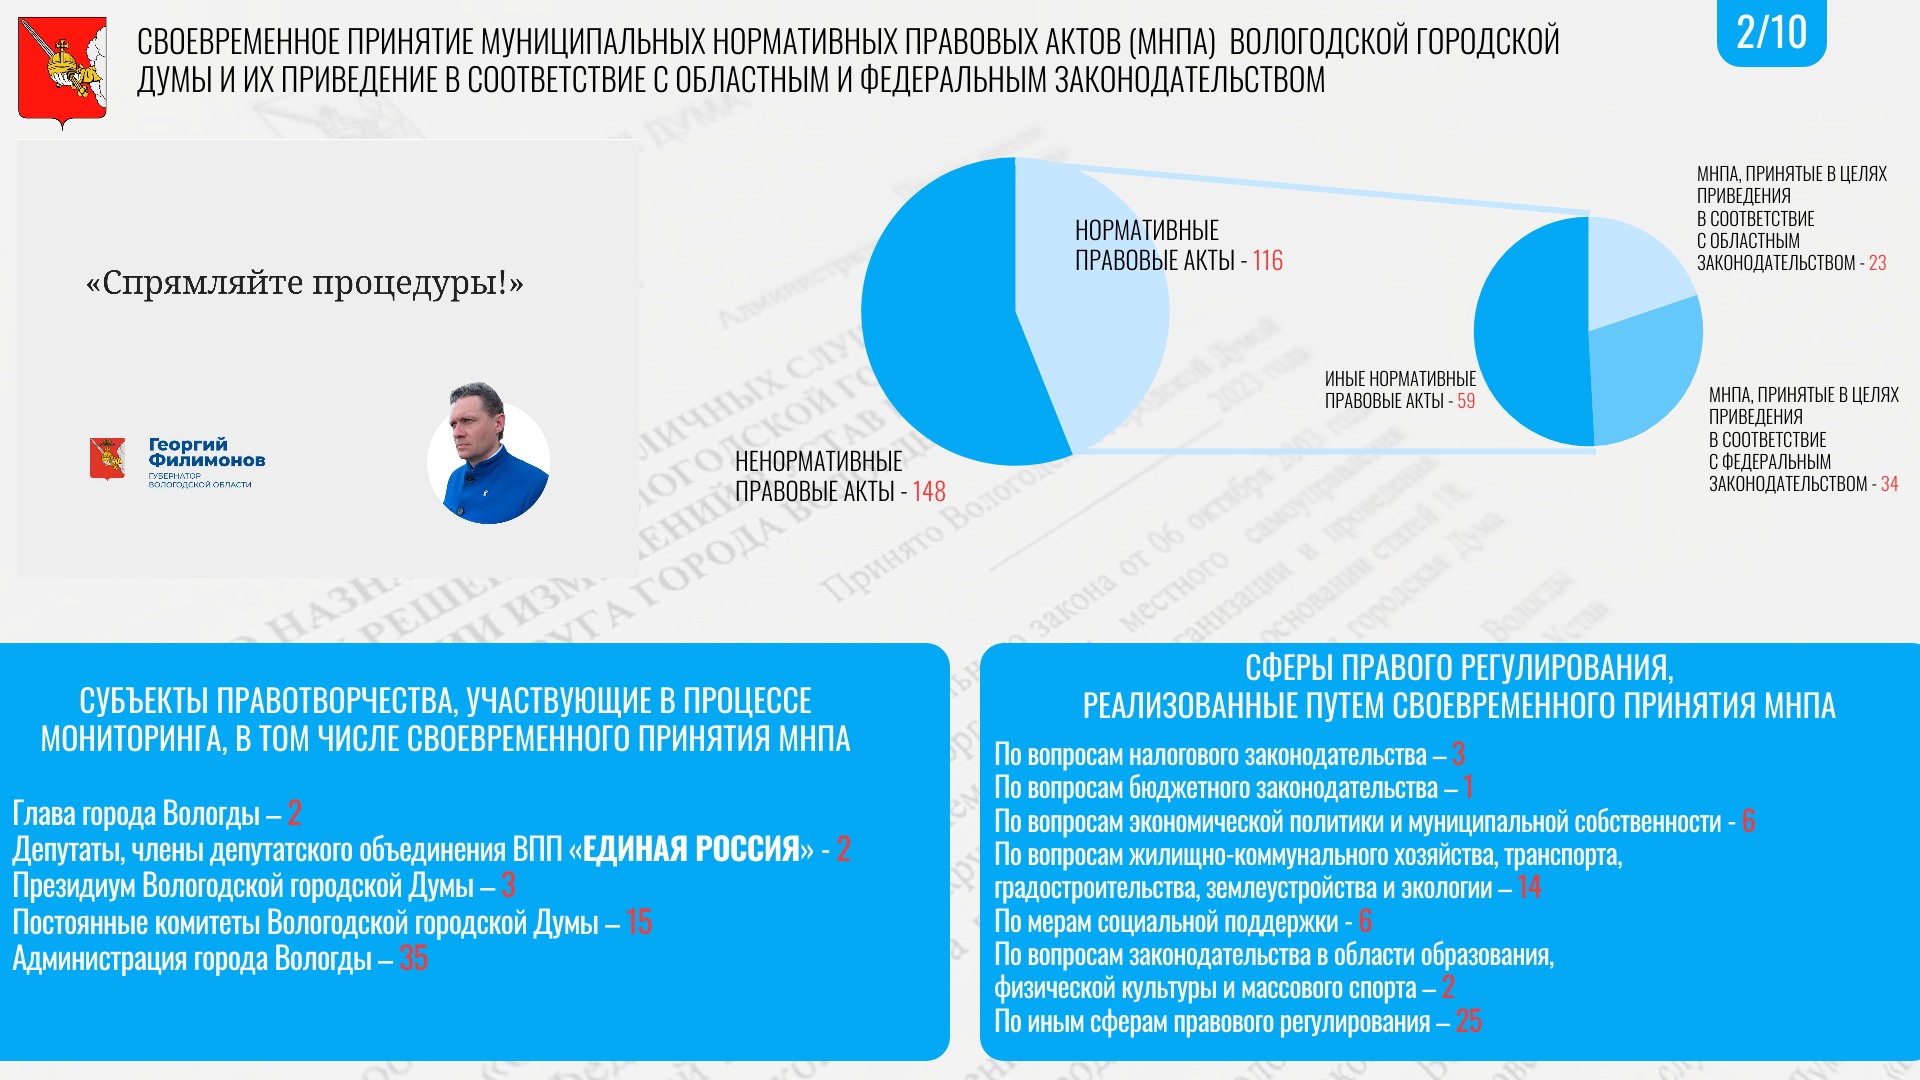 СВОЕВРЕМЕННОЕ ПРИНЯТИЕ МУНИЦИПАЛЬНЫХ НОРМАТИВНЫХ ПРАВОВЫХ АКТОВ (МНПА) ВОЛОГОДСКОЙ ГОРОДСКОЙ
ДУМЫ И ИХ ПРИВЕДЕНИЕ В СООТВЕТСТВИЕ С ОБЛАСТНЫМ И ФЕДЕРАЛЬНЫМ ЗАКОНОДАТЕЛЬСТВОМ
2/10
«Спрямляйте процедуры!»
Георгий
Филимонов
ГУБЕРНАТОР
ВОЛОГОДСКОЙ ОБЛАСТИ
НОРМАТИВНЫЕ
ПРАВОВЫЕ АКТЫ - 116
НЕНОРМАТИВНЫЕ
ПРАВОВЫЕ АКТЫ - 148
МНПА, ПРИНЯТЫЕ В ЦЕЛЯХ
ПРИВЕДЕНИЯ
В СООТВЕТСТВИЕ
С ОБЛАСТНЫМ
ЗАКОНОДАТЕЛЬСТВОМ - 23
ИНЫЕ НОРМАТИВНЫЕ
ПРАВОВЫЕ АКТЫ - 59
МНПА, ПРИНЯТЫЕ В ЦЕЛЯХ
ПРИВЕДЕНИЯ
В СООТВЕТСТВИЕ
С ФЕДЕРАЛЬНЫМ
ЗАКОНОДАТЕЛЬСТВОМ - 34
СУБЪЕКТЫ ПРАВОТВОРЧЕСТВА, УЧАСТВУЮЩИЕ В ПРОЦЕССЕ
МОНИТОРИНГА, В ТОМ ЧИСЛЕ СВОЕВРЕМЕННОГО ПРИНЯТИЯ МНПА
Глава города Вологды – 2
Депутаты, члены депутатского объединения ВПП «ЕДИНАЯ РОССИЯ» - 2
Президиум Вологодской городской Думы – 3
Постоянные комитеты Вологодской городской Думы – 15
Администрация города Вологды – 35
СФЕРЫ ПРАВОГО РЕГУЛИРОВАНИЯ,
РЕАЛИЗОВАННЫЕ ПУТЕМ СВОЕВРЕМЕННОГО ПРИНЯТИЯ МНПА
По вопросам налогового законодательства – 3
По вопросам бюджетного законодательства – 1
По вопросам экономической политики и муниципальной собственности - 6
По вопросам жилищно-коммунального хозяйства, транспорта,
градостроительства, землеустройства и экологии – 14
По мерам социальной поддержки - 6
По вопросам законодательства в области образования,
физической культуры и массового спорта – 2
По иным сферам правового регулирования – 25